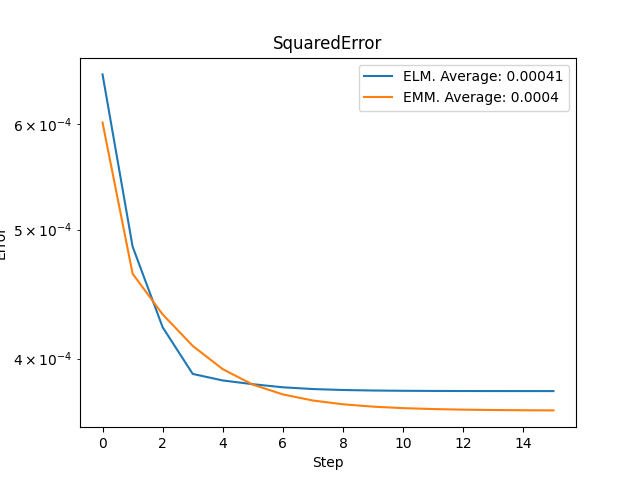 SquaredError
ELM. Average: 0.00041
EMM. Average: 0.0004
6 × 10⁻⁴
5 × 10⁻⁴
4 × 10⁻⁴
Error
0 2 4 6 8 10 12 14
Step